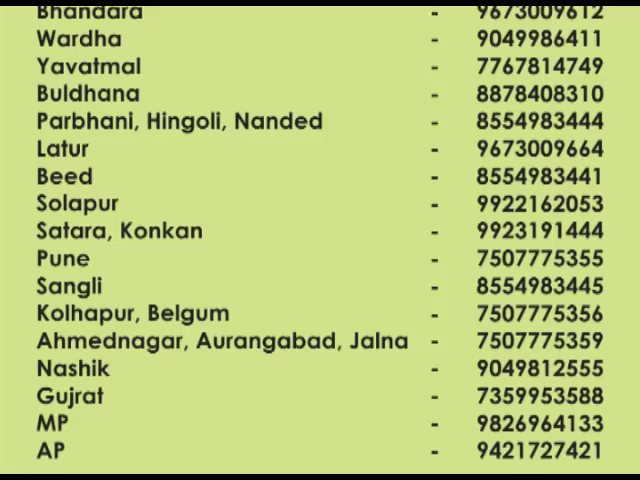 Bhandara - 9673009612
Wardha - 9049986411
Yavatmal - 7767814749
Buldhana - 8878408310
Parbhani, Hingoli, Nanded - 8554983444
Latur - 9673009664
Beed - 8554983441
Solapur - 9922162053
Satara, Konkan - 9923191444
Pune - 7507775355
Sangli - 8554983445
Kolhapur, Belgum - 7507775356
Ahmednagar, Aurangabad, Jalna - 7507775359
Nashik - 9049812555
Gujrat - 7359953588
MP - 9826964133
AP - 9421727421